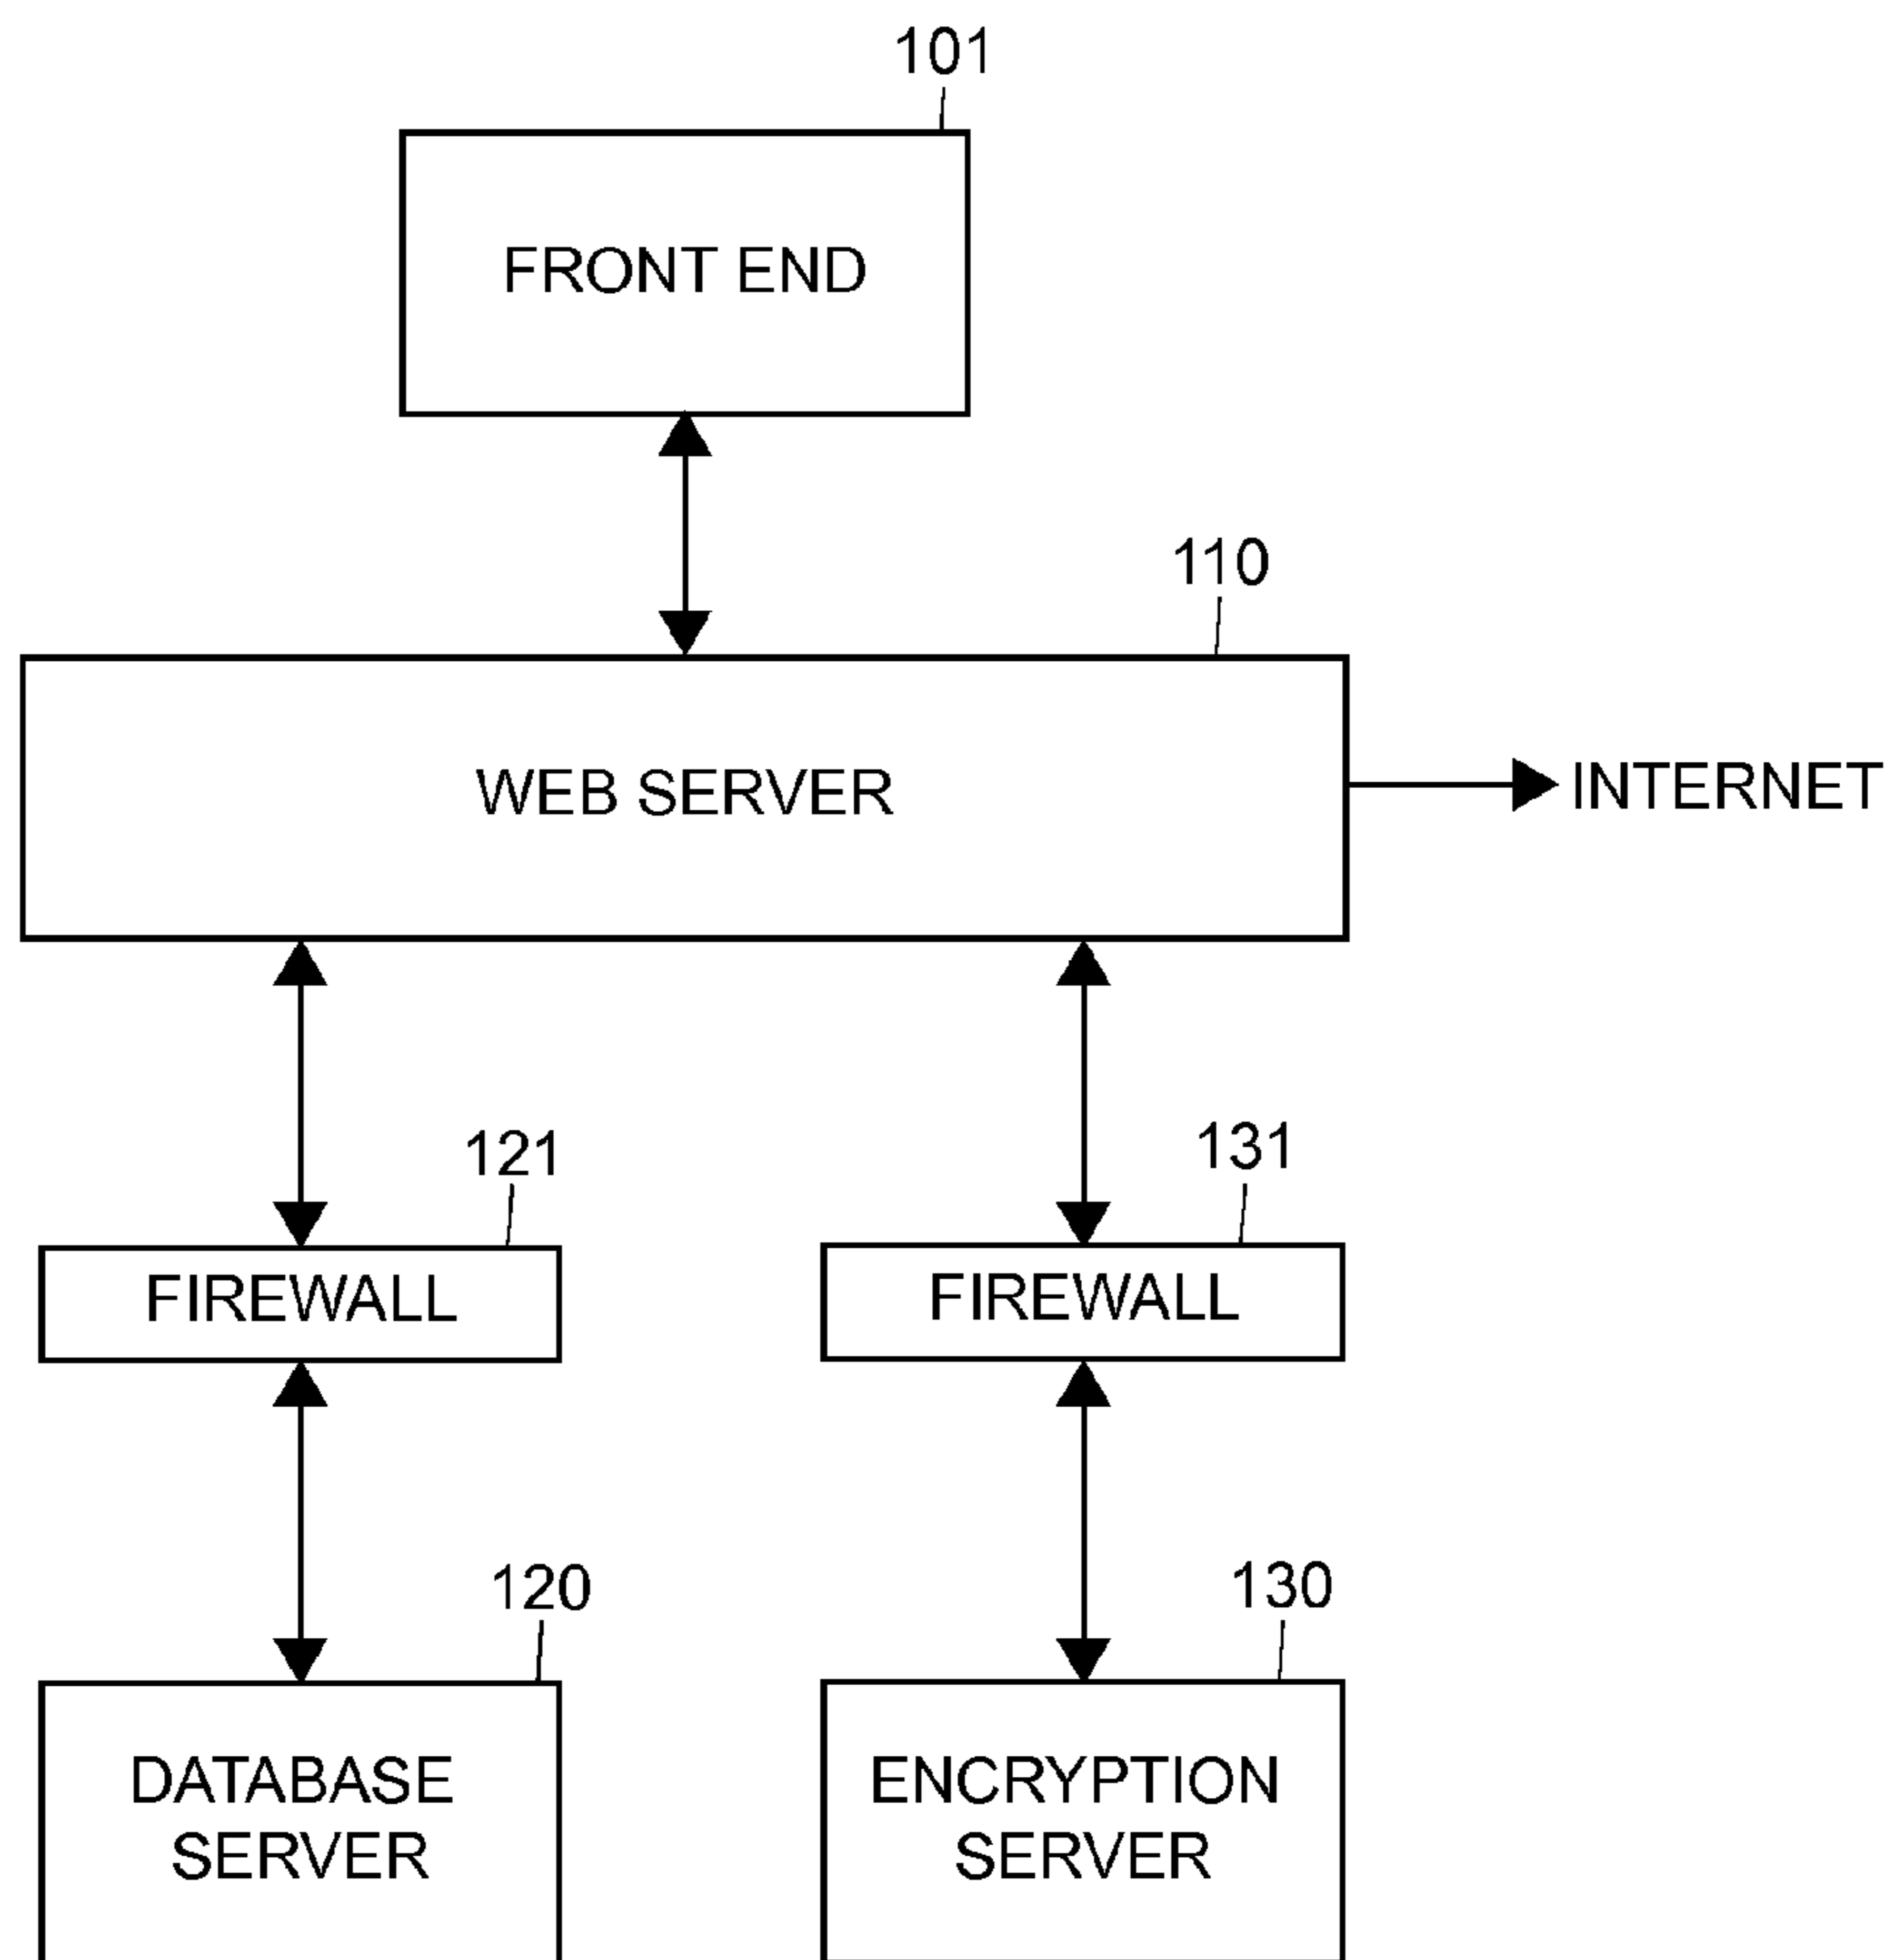 101
FRONT END
110
WEB SERVER
INTERNET
121
131
FIREWALL
FIREWALL
120
130
DATABASE
SERVER
ENCRYPTION
SERVER